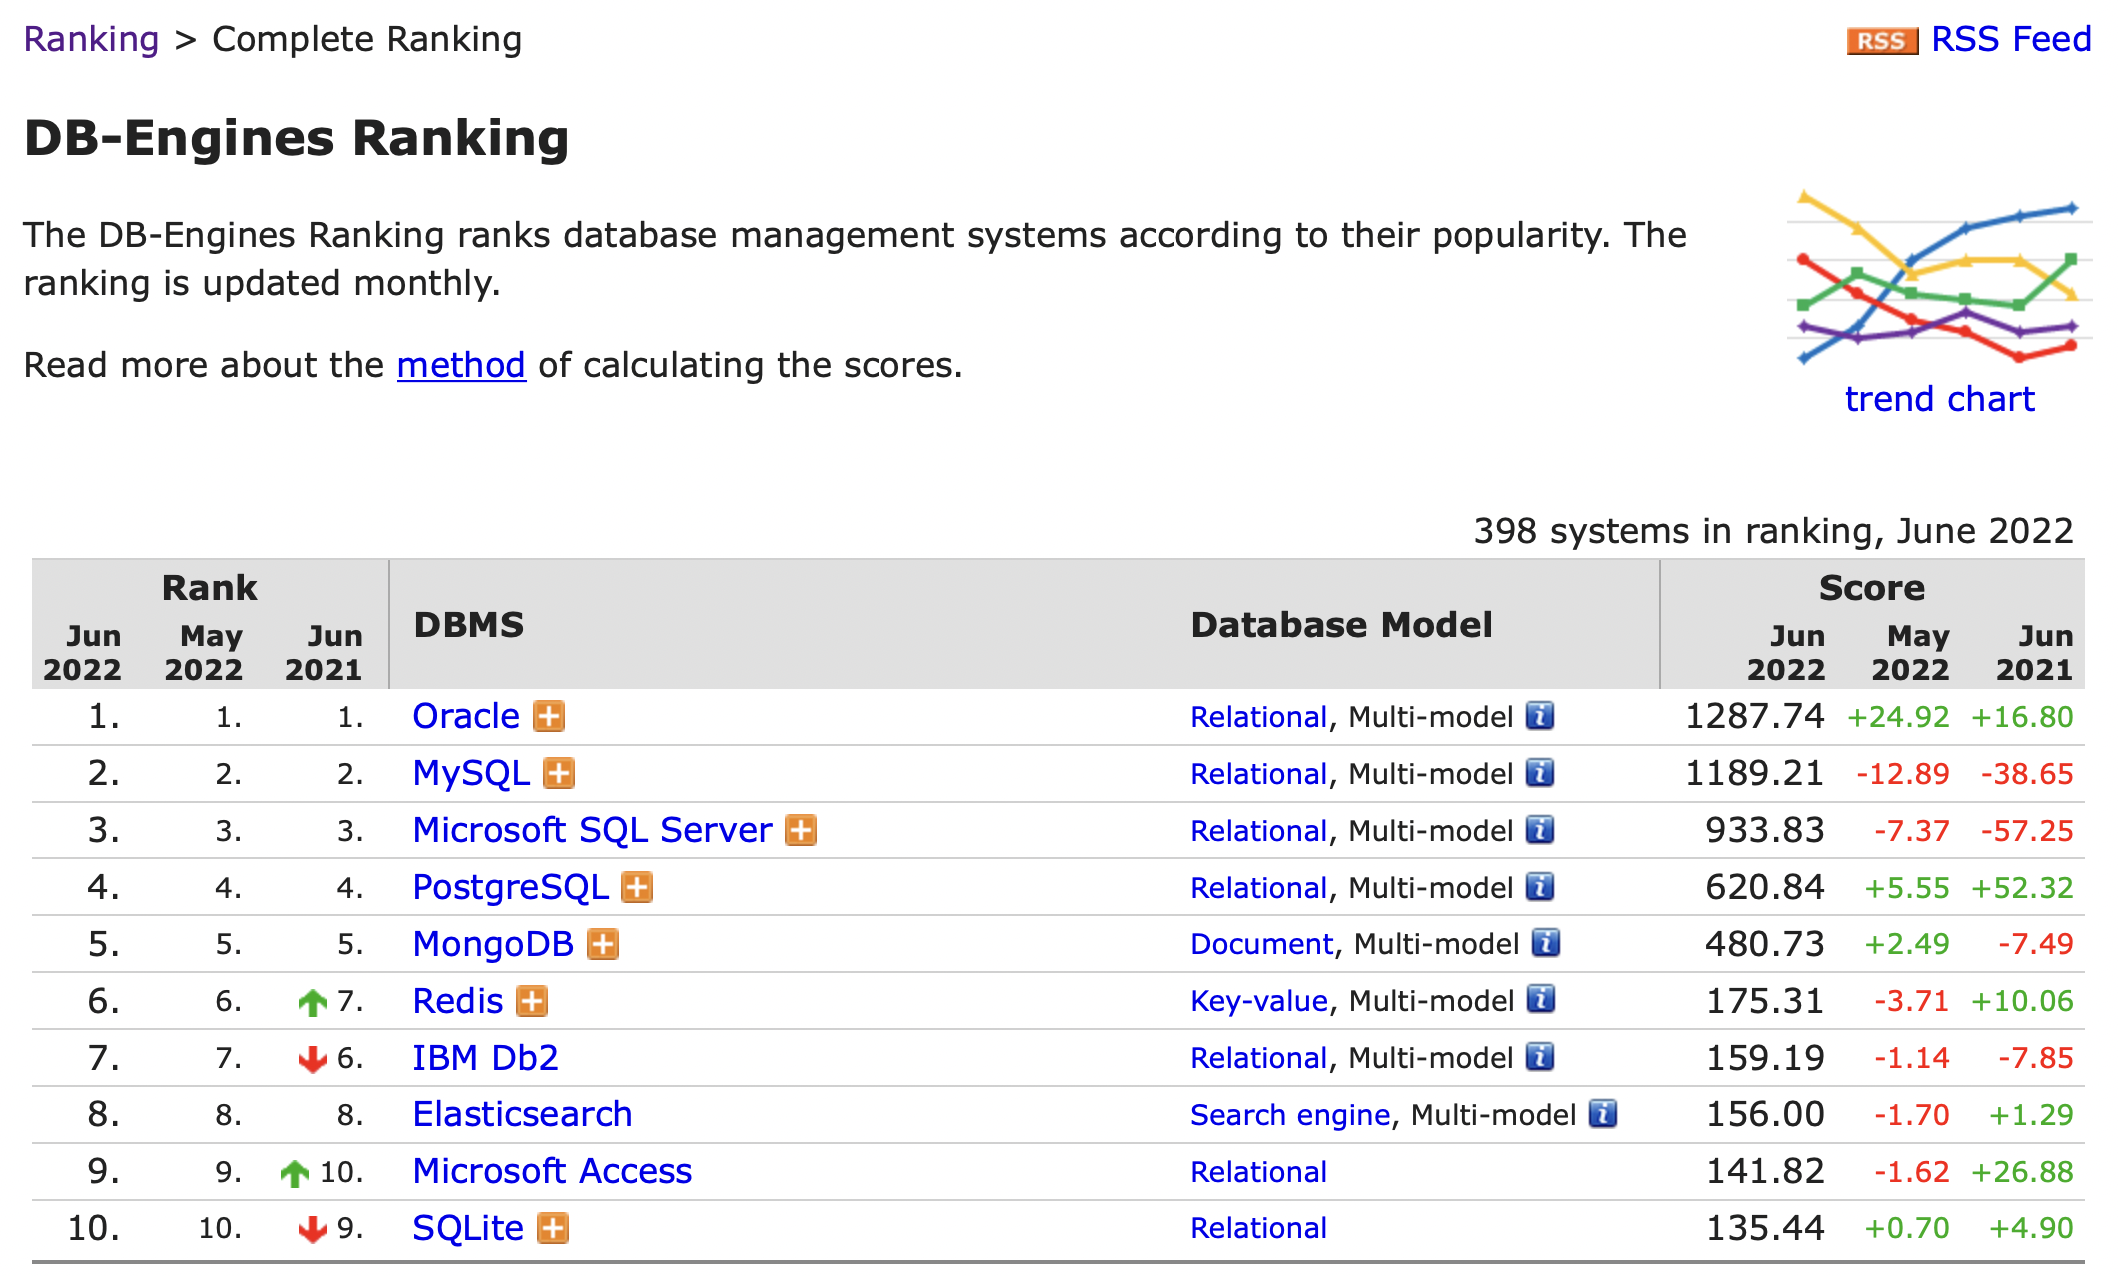 Ranking > Complete Ranking
RSS RSS Feed
DB-Engines Ranking
The DB-Engines Ranking ranks database management systems according to their popularity. The
ranking is updated monthly.
Read more about the method of calculating the scores.
trend chart
398 systems in ranking, June 2022
Rank DBMS Database Model Score
Jun 2022 May 2022 Jun 2021 Jun 2022 May 2022 Jun 2021
1. 1. 1. Oracle Relational, Multi-model i 1287.74 +24.92 +16.80
2. 2. 2. MySQL Relational, Multi-model i 1189.21 -12.89 -38.65
3. 3. 3. Microsoft SQL Server Relational, Multi-model i 933.83 -7.37 -57.25
4. 4. 4. PostgreSQL Relational, Multi-model i 620.84 +5.55 +52.32
5. 5. 5. MongoDB Document, Multi-model i 480.73 +2.49 -7.49
6. 6. 7. Redis Key-value, Multi-model i 175.31 -3.71 +10.06
7. 7. 6. IBM Db2 Relational, Multi-model i 159.19 -1.14 -7.85
8. 8. 8. Elasticsearch Search engine, Multi-model i 156.00 -1.70 +1.29
9. 9. 10. Microsoft Access Relational 141.82 -1.62 +26.88
10. 10. 9. SQLite Relational 135.44 +0.70 +4.90